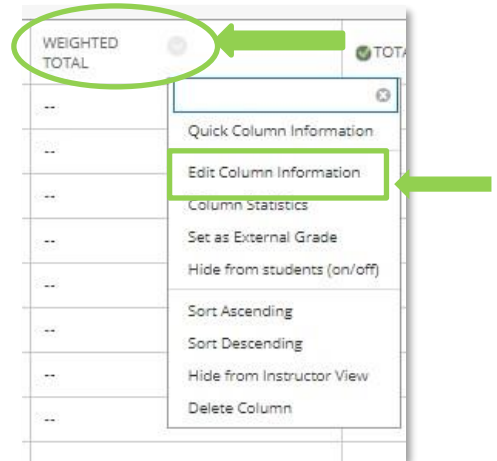 WEIGHTED
TOTAL
TOTA
--
Quick Column Information
--
Edit Column Information
--
Column Statistics
--
Set as External Grade
Hide from students (on/off)
--
Sort Ascending
--
Sort Descending
--
Hide from Instructor View
--
Delete Column